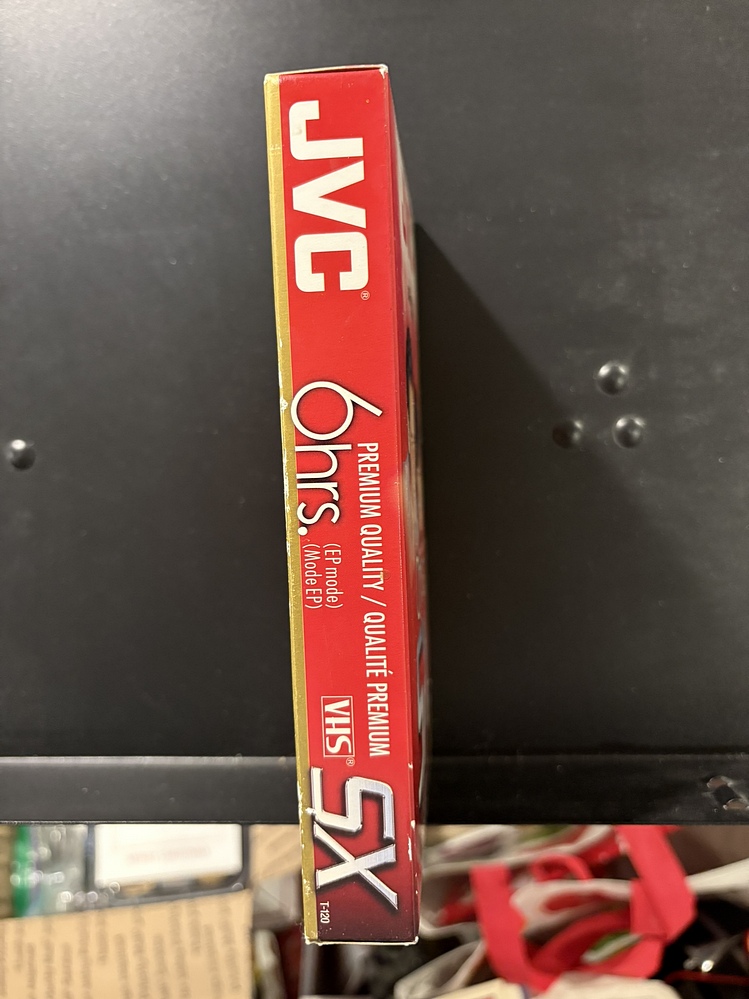 JVC®
6hrs.
(EP mode)
(Mode EP)
PREMIUM QUALITY / QUALITÉ PREMIUM
VHS®
SX
T-120